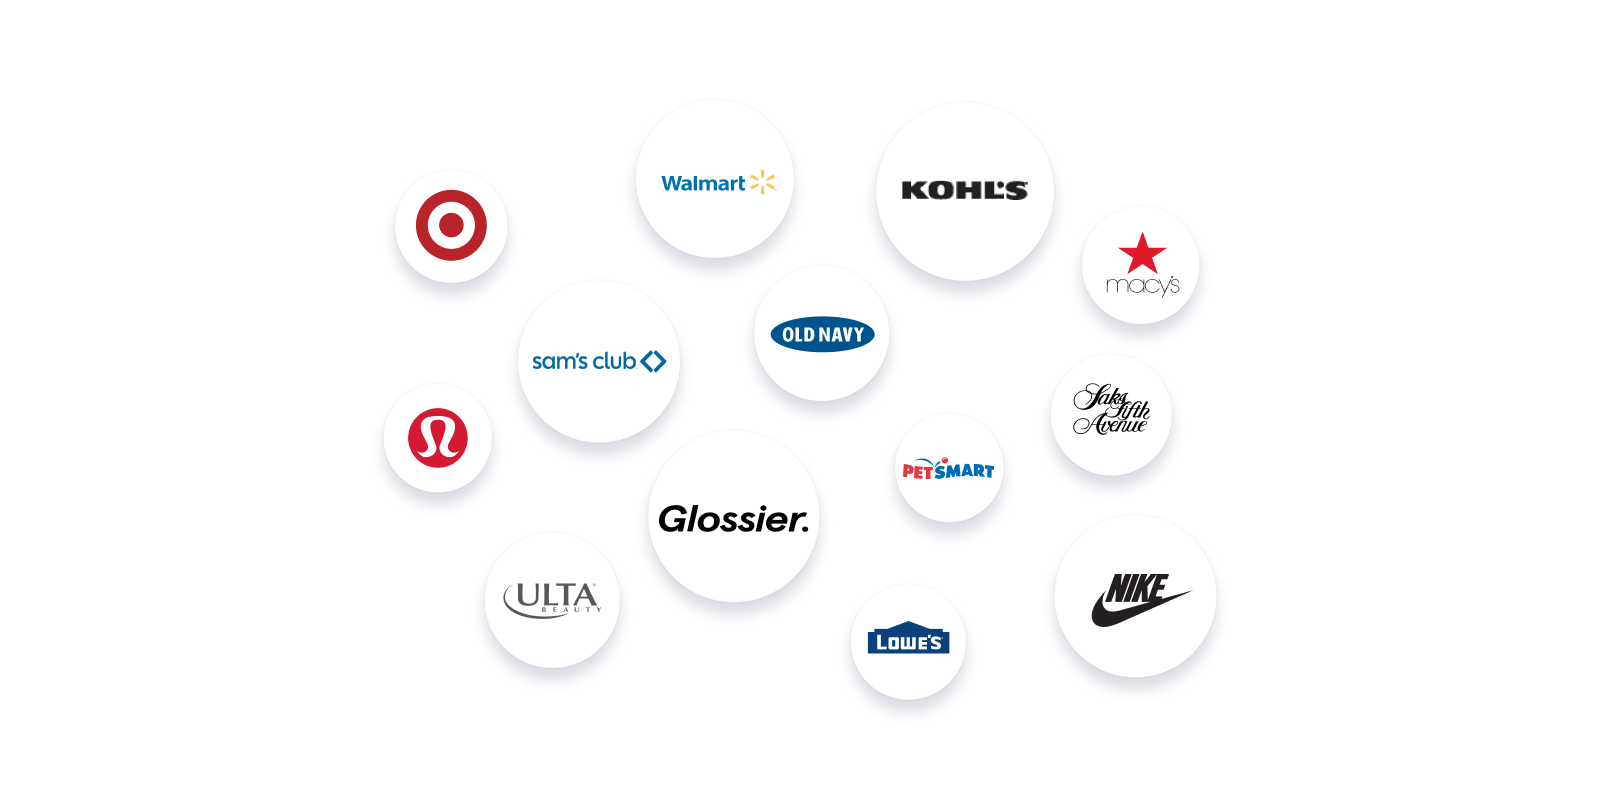 Walmart
KOHL'S
macy's
OLD NAVY
sam's club
Saks
Fifth
Avenue
PETSMART
Glossier.
ULTA
BEAUTY
NIKE
LOWE'S